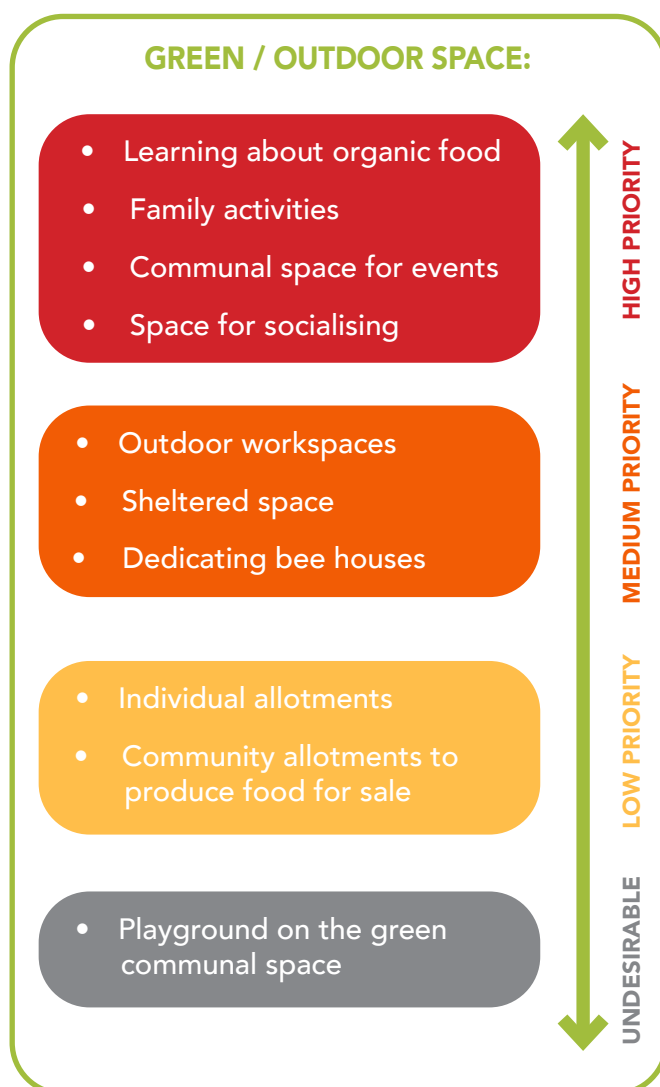 GREEN / OUTDOOR SPACE:
• Learning about organic food
• Family activities
• Communal space for events
• Space for socialising
HIGH PRIORITY
• Outdoor workspaces
• Sheltered space
• Dedicating bee houses
MEDIUM PRIORITY
• Individual allotments
• Community allotments to
produce food for sale
LOW PRIORITY
• Playground on the green
communal space
UNDESIRABLE